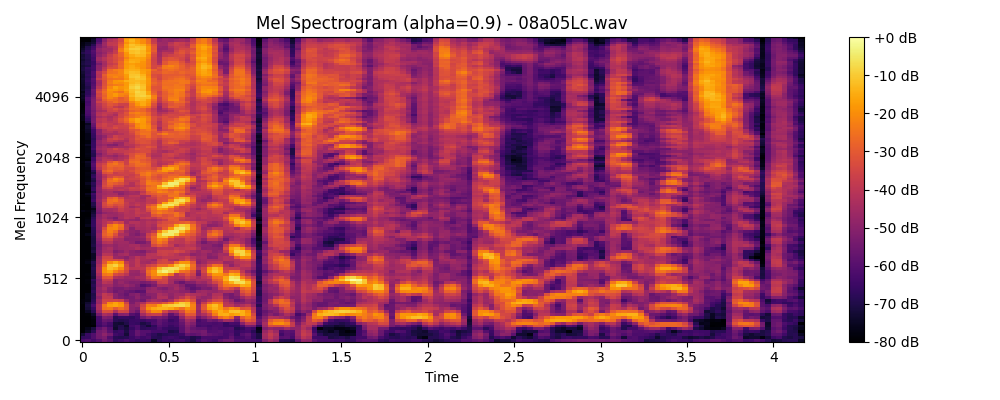 Mel Spectrogram (alpha=0.9) - 08a05Lc.wav
+0 dB
-10 dB
-20 dB
-30 dB
-40 dB
-50 dB
-60 dB
-70 dB
-80 dB
Mel Frequency
4096
2048
1024
512
0
0 0.5 1 1.5 2 2.5 3 3.5 4
Time